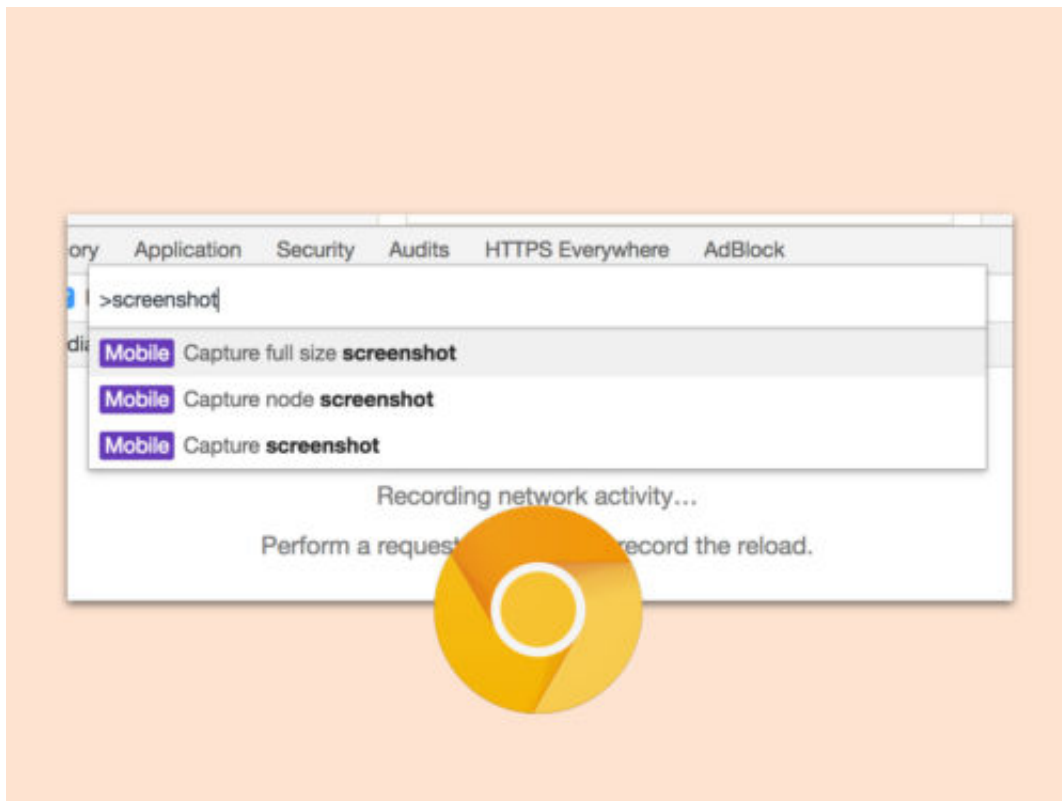 ory Application Security Audits HTTPS Everywhere AdBlock
>screenshot
Mobile Capture full size screenshot
Mobile Capture node screenshot
Mobile Capture screenshot
Recording network activity…
Perform a request record the reload.